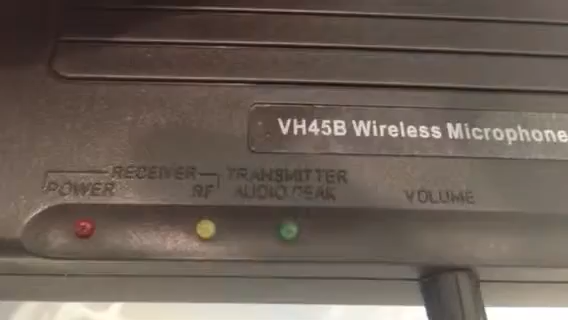 VH45B Wireless Microphone
RECEIVER TRANSMITTER
POWER RF AUDIO PEAK VOLUME